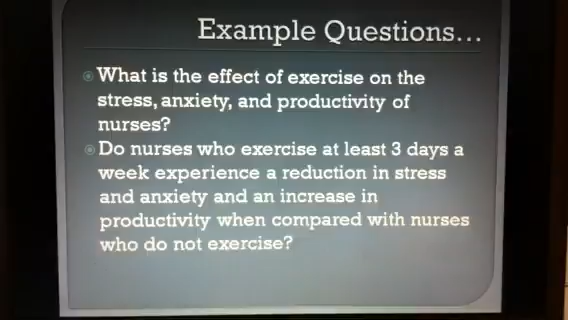 Example Questions...
What is the effect of exercise on the
stress, anxiety, and productivity of
nurses?
Do nurses who exercise at least 3 days a
week experience a reduction in stress
and anxiety and an increase in
productivity when compared with nurses
who do not exercise?